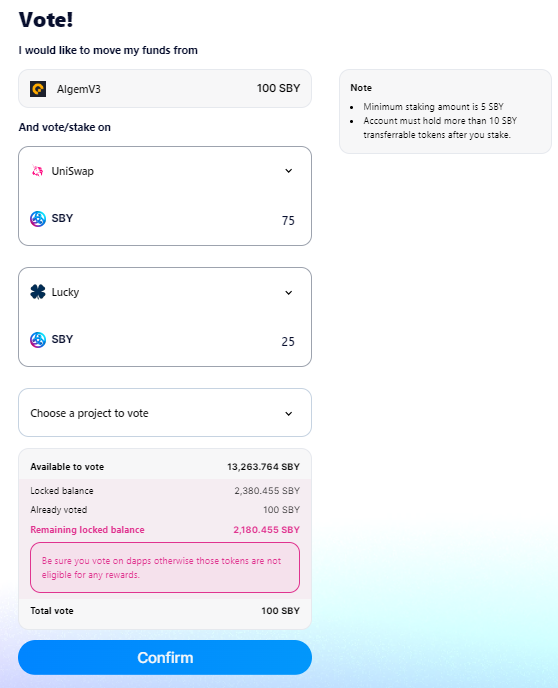 Vote!
I would like to move my funds from
AlgemV3 100 SBY
And vote/stake on
UniSwap
SBY 75
Lucky
SBY 25
Choose a project to vote
Available to vote 13,263.764 SBY
Locked balance 2,380.455 SBY
Already voted 100 SBY
Remaining locked balance 2,180.455 SBY
Be sure you vote on dapps otherwise those tokens are not
eligible for any rewards.
Total vote 100 SBY
Confirm
Note
Minimum staking amount is 5 SBY
Account must hold more than 10 SBY
transferrable tokens after you stake.